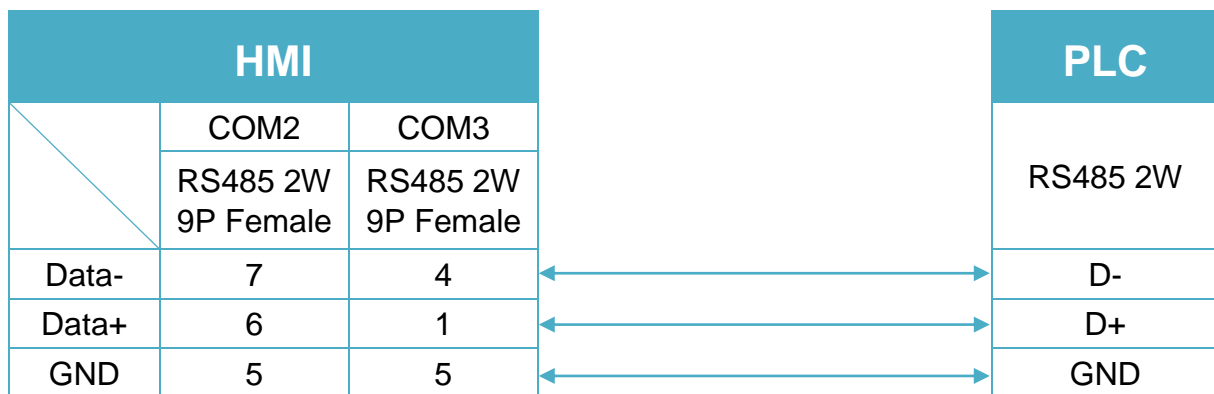 HMI PLC
COM2 COM3
RS485 2W RS485 2W RS485 2W
9P Female 9P Female
Data- 7 4 D-
Data+ 6 1 D+
GND 5 5 GND